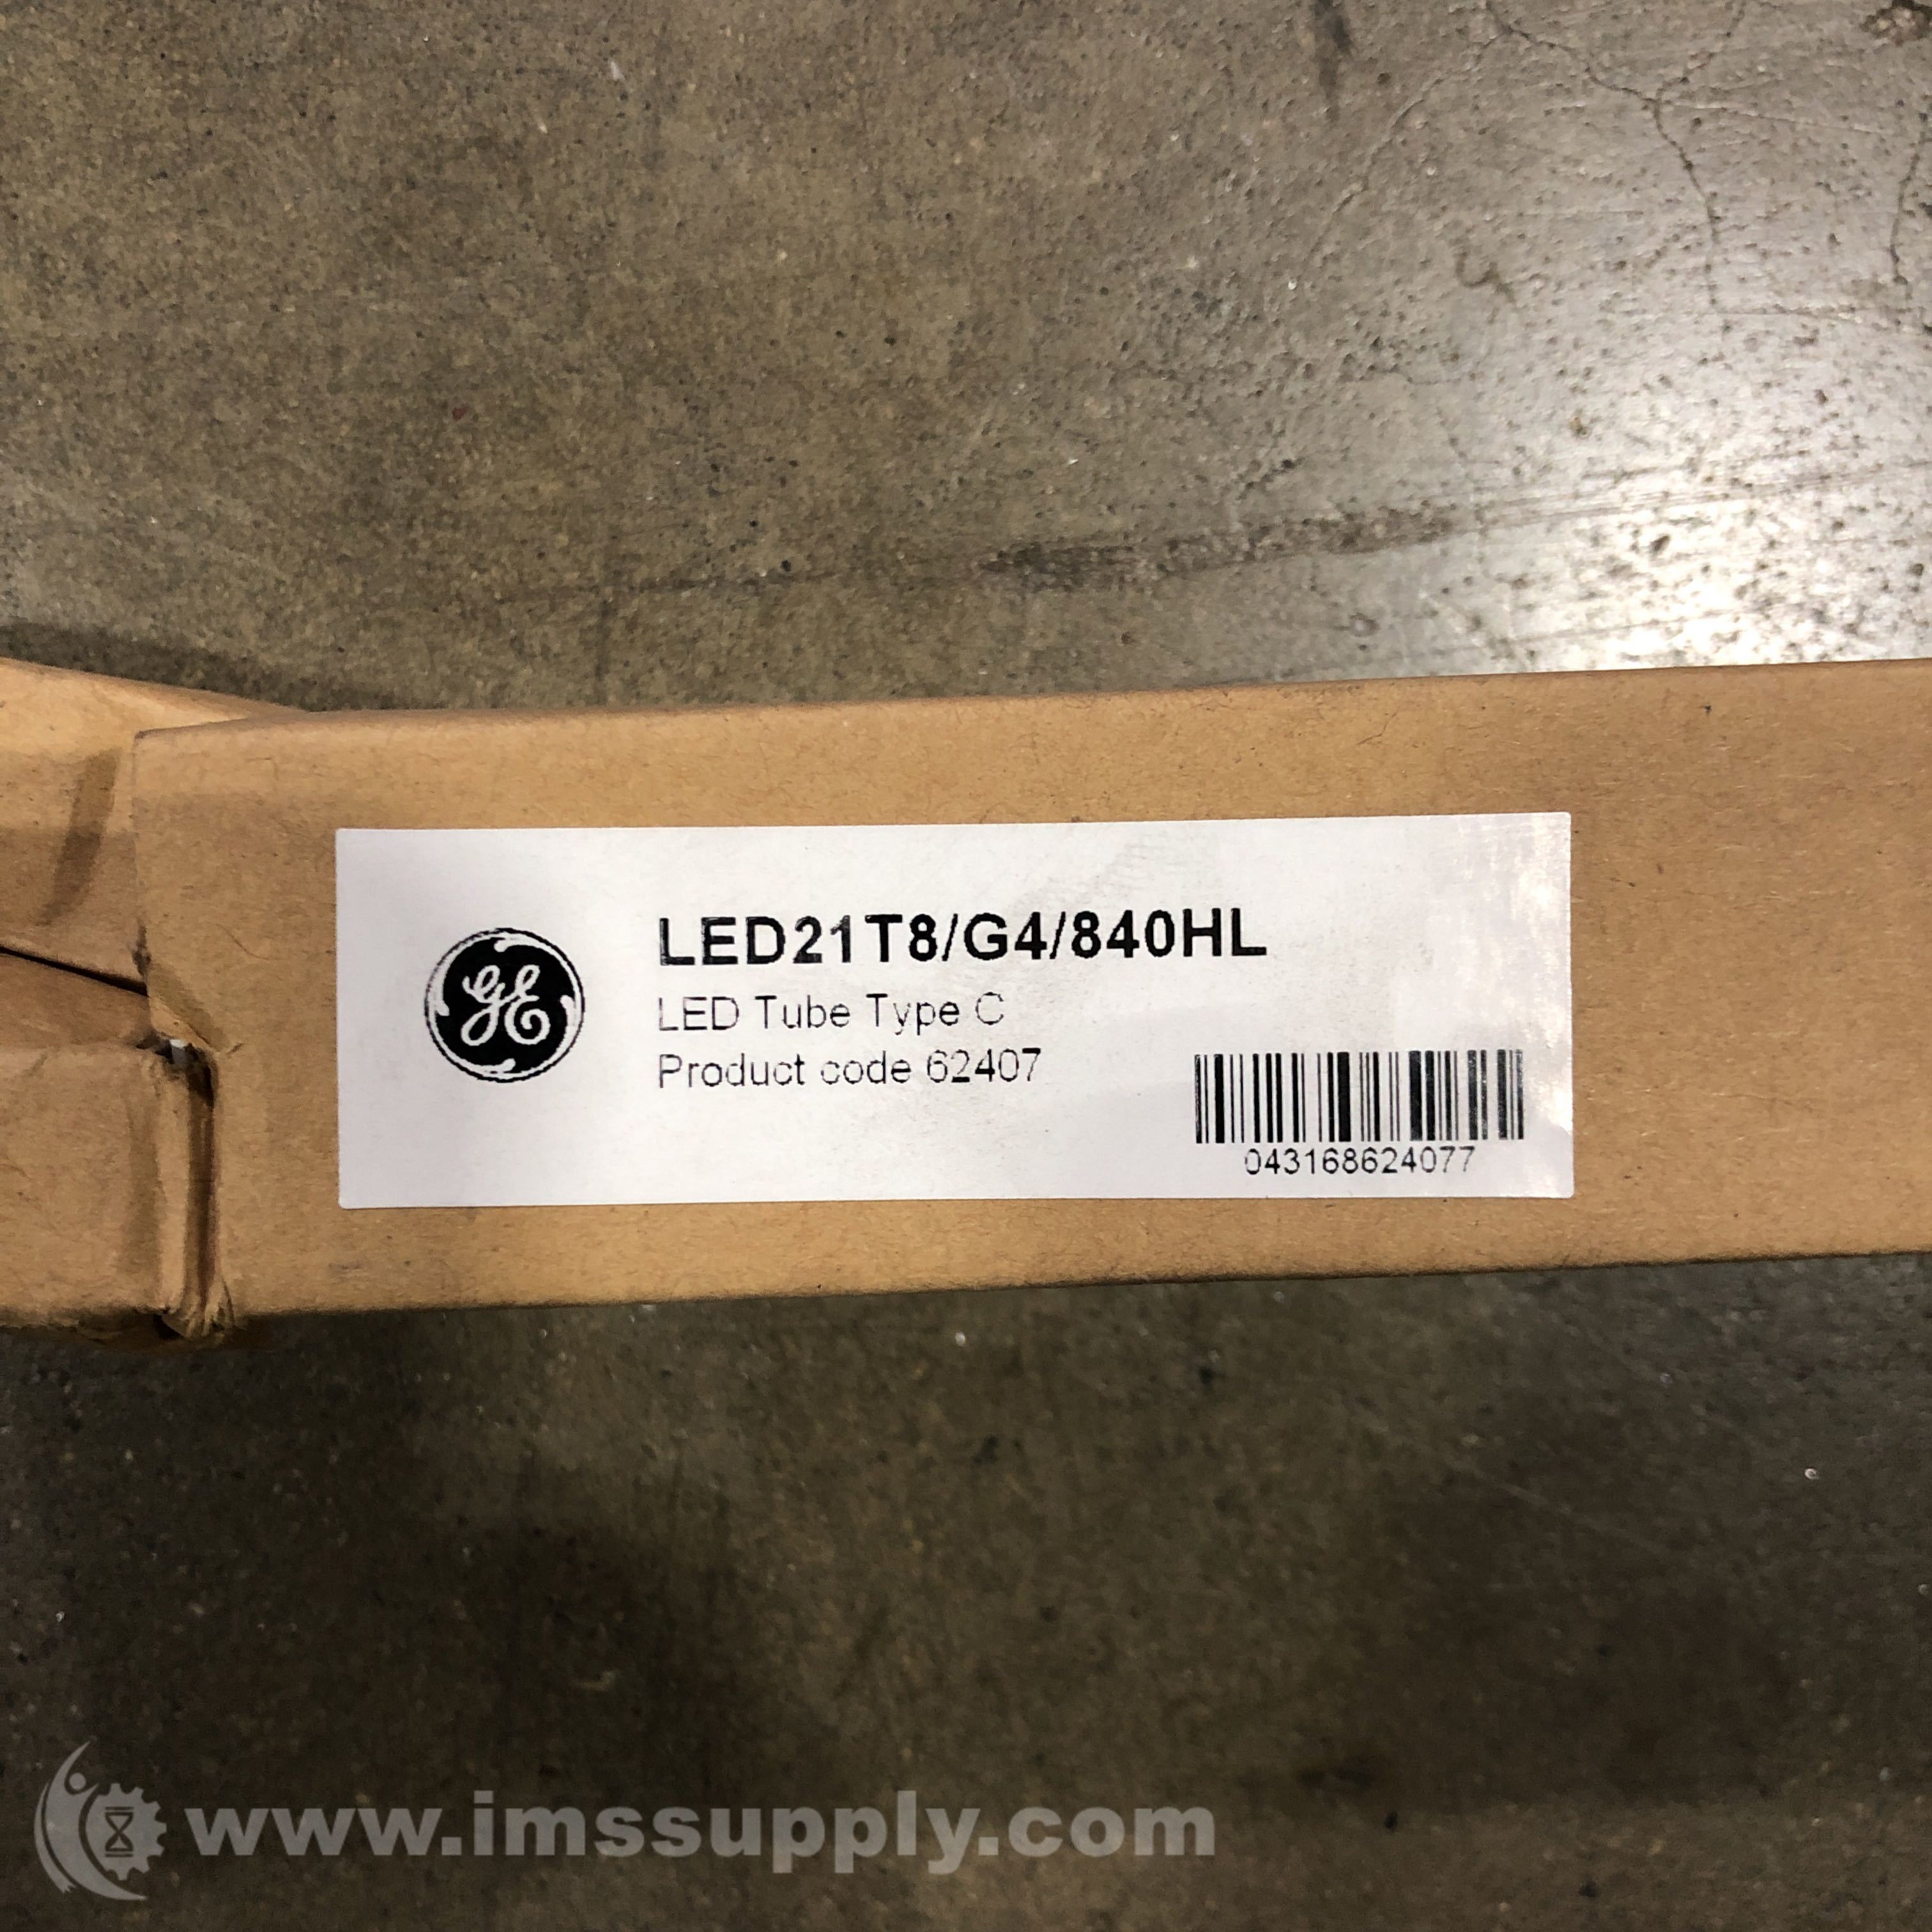 GE
LED21T8/G4/840HL
LED Tube Type C
Product code 62407
043168624077
www.imssupply.com